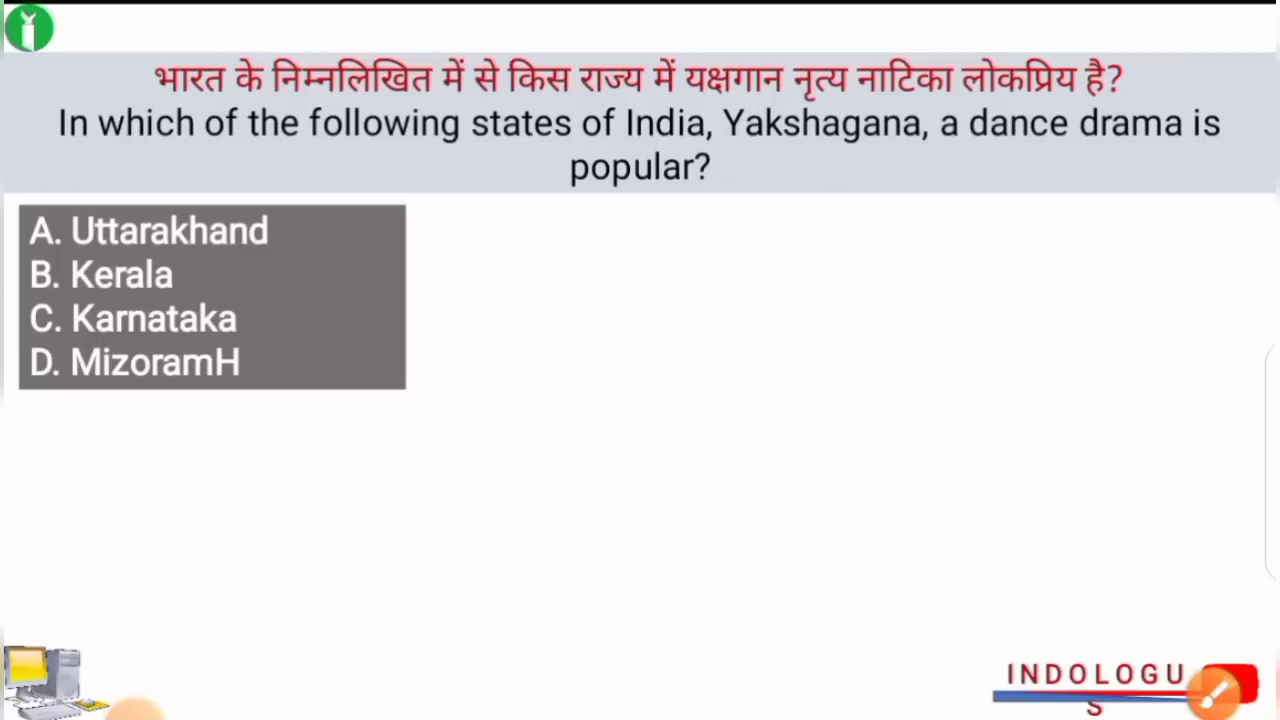 भारत के निम्नलिखित में से किस राज्य में यक्षगान नृत्य नाटिका लोकप्रिय है?
In which of the following states of India, Yakshagana, a dance drama is
popular?
A. Uttarakhand
B. Kerala
C. Karnataka
D. MizoramH
INDOLOGU
S